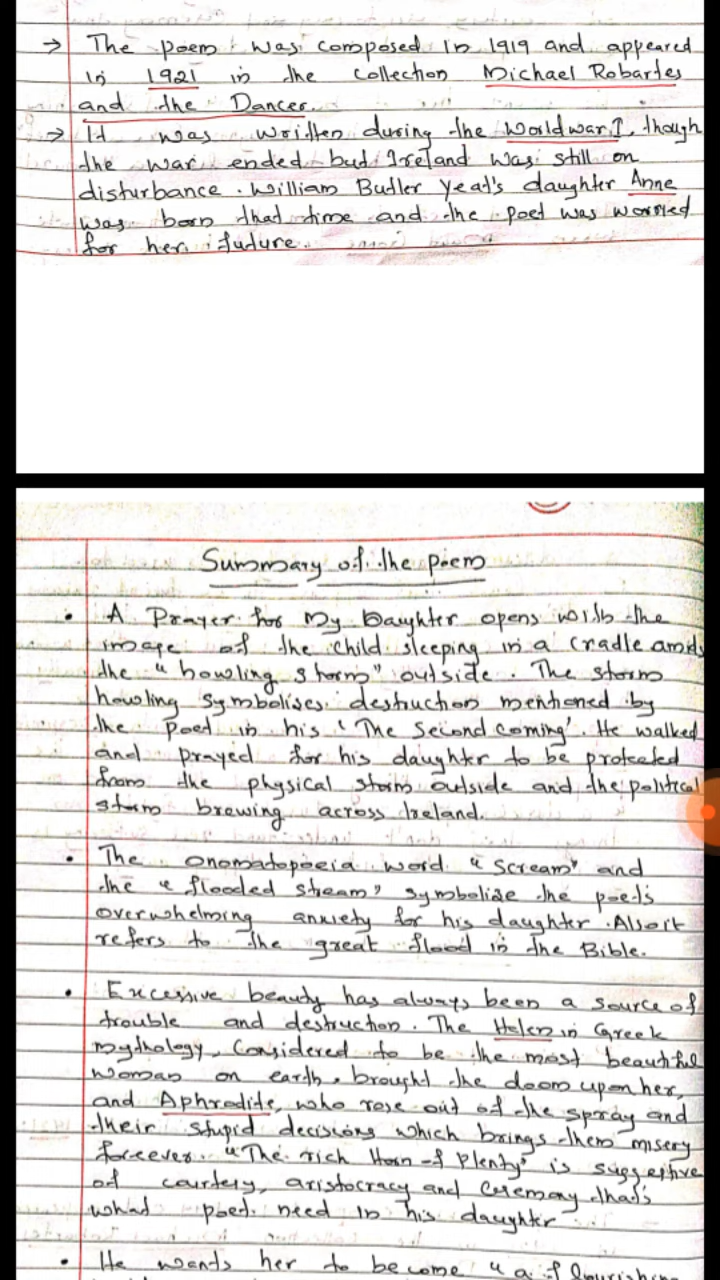 → The poem was composed in 1919 and appeared
in 1921 in the collection Michael Robartes
and the Dancer.
→ It was written during the World war I, though
the war ended but Ireland was still on
disturbance. William Butler Yeat's daughter Anne
was born that time and the poet was worried
for her future.
Summary of the poem
• A Prayer for My Daughter opens with the
image of the child sleeping in a cradle amids
the "howling storm" outside. The storm
howling symbolises destruction mentioned by
the poet in his 'The Second coming'. He walked
and prayed for his daughter to be protected
from the physical storm outside and the political
storm brewing across Ireland.
• The onomatopoeia word "scream" and
the "flooded stream" symbolize the poet's
overwhelming anxiety for his daughter. Also it
refers to the great flood in the Bible.
• Excessive beauty has always been a source of
trouble and destruction. The Helen in Greek
mythology, Considered to be the most beautiful
woman on earth, brought the doom upon her,
and Aphrodite, who rose out of the spray and
their stupid decisions which brings them misery
foreever. "The rich Horn of Plenty" is suggestive
of courtesy, aristocracy and Ceremony that's
what poet need in his daughter
• He wants her to become "a flourishing